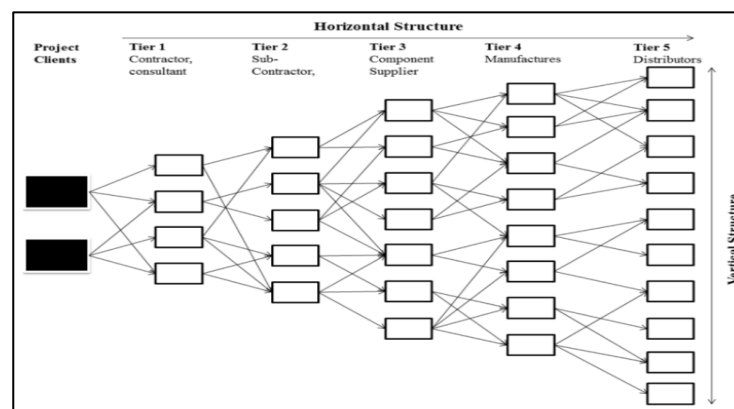 Horizontal Structure
Project
Clients
Tier 1
Contractor,
consultant
Tier 2
Sub-
Contractor,
Tier 3
Component
Supplier
Tier 4
Manufactures
Tier 5
Distributors
Vertical Structure